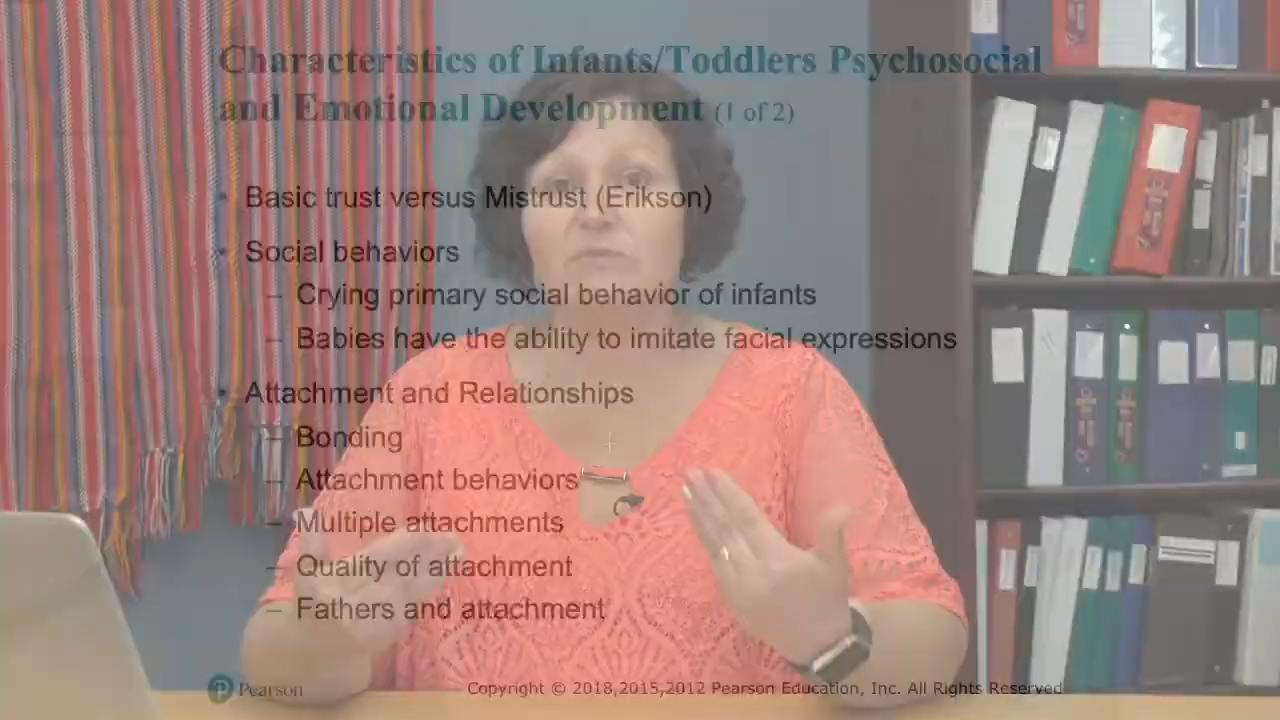 Characteristics of Infants/Toddlers Psychosocial
and Emotional Development (1 of 2)
• Basic trust versus Mistrust (Erikson)
• Social behaviors
– Crying primary social behavior of infants
– Babies have the ability to imitate facial expressions
• Attachment and Relationships
– Bonding
– Attachment behaviors
– Multiple attachments
– Quality of attachment
– Fathers and attachment
Pearson
Copyright © 2018,2015,2012 Pearson Education, Inc. All Rights Reserved